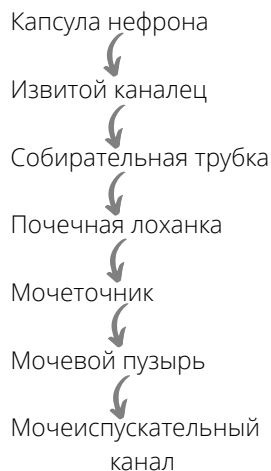 Капсула нефрона
Извитой каналец
Собирательная трубка
Почечная лоханка
Мочеточник
Мочевой пузырь
Мочеиспускательный
канал